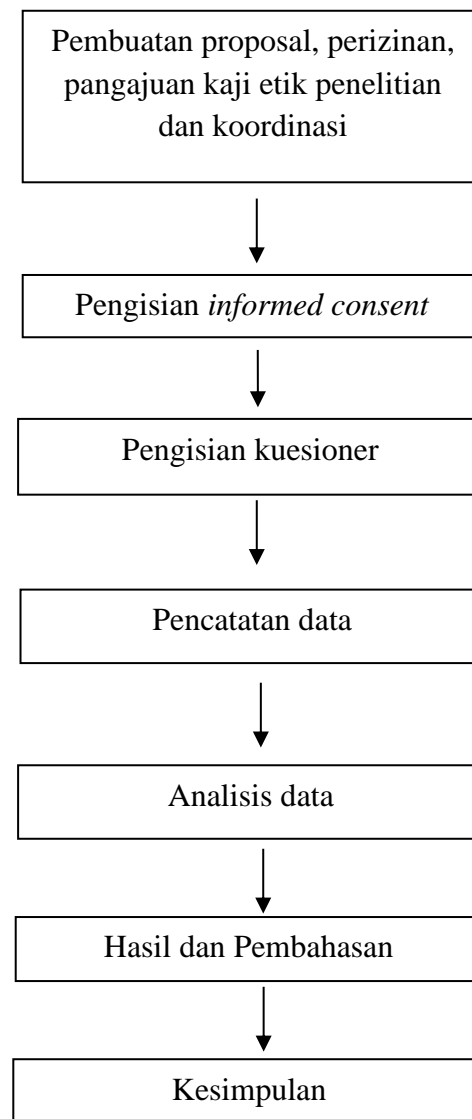 Pembuatan proposal, perizinan,
pangajuan kaji etik penelitian
dan koordinasi
Pengisian informed consent
Pengisian kuesioner
Pencatatan data
Analisis data
Hasil dan Pembahasan
Kesimpulan